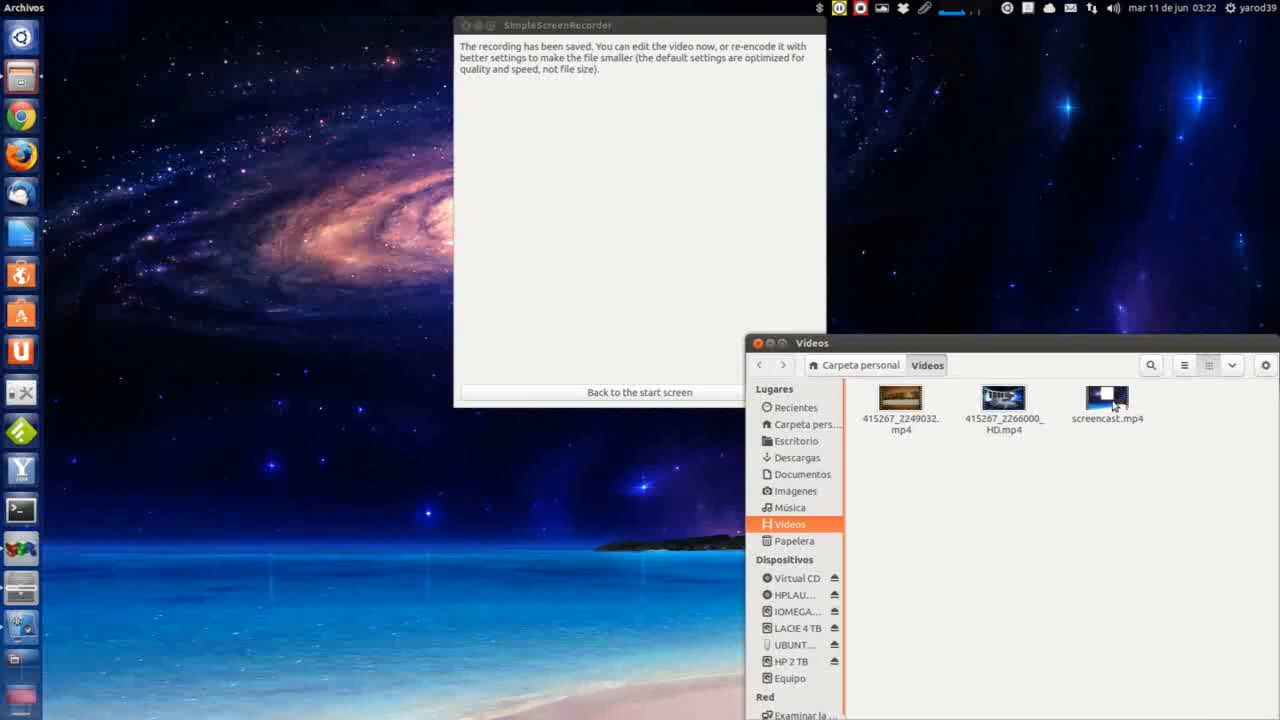 Archivos
mar 11 de jun 03:22
yarod39
SimpleScreenRecorder
The recording has been saved. You can edit the video now, or re-encode it with
better settings to make the file smaller (the default settings are optimized for
quality and speed, not file size).
Back to the start screen
Vídeos
Carpeta personal
Vídeos
Lugares
Recientes
Carpeta pers...
Escritorio
Descargas
Documentos
Imágenes
Música
Vídeos
Papelera
Dispositivos
Virtual CD
HPLAU...
IOMEGA...
LACIE 4 TB
UBUNT...
HP 2 TB
Equipo
Red
Examinar la ...
415267_2249032.
mp4
415267_2266000_
HD.mp4
screencast.mp4